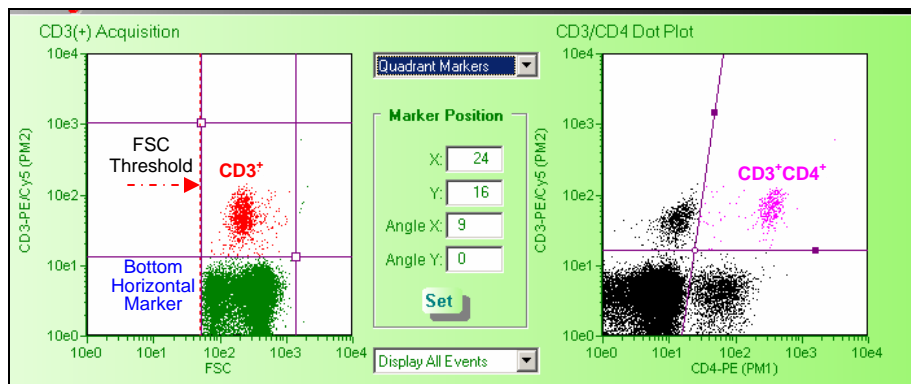 CD3(+) Acquisition
10e4
10e3
10e2
10e1
10e0
CD3-PE/Cy5 (PM2)
FSC
Threshold
CD3+
Bottom
Horizontal
Marker
10e0 10e1 10e2 10e3 10e4
FSC
Quadrant Markers
Marker Position
X: 24
Y: 16
Angle X: 9
Angle Y: 0
Set
Display All Events
CD3/CD4 Dot Plot
10e4
10e3
10e2
10e1
10e0
CD3-PE/Cy5 (PM2)
CD3+CD4+
10e0 10e1 10e2 10e3 10e4
CD4-PE (PM1)